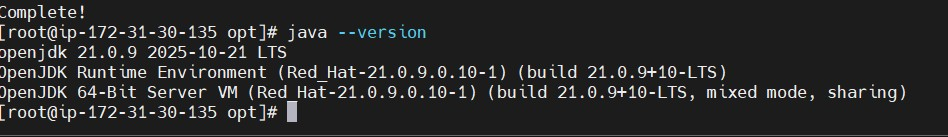 Complete!
[root@ip-172-31-30-135 opt]# java --version
openjdk 21.0.9 2025-10-21 LTS
OpenJDK Runtime Environment (Red_Hat-21.0.9.0.10-1) (build 21.0.9+10-LTS)
OpenJDK 64-Bit Server VM (Red_Hat-21.0.9.0.10-1) (build 21.0.9+10-LTS, mixed mode, sharing)
[root@ip-172-31-30-135 opt]#